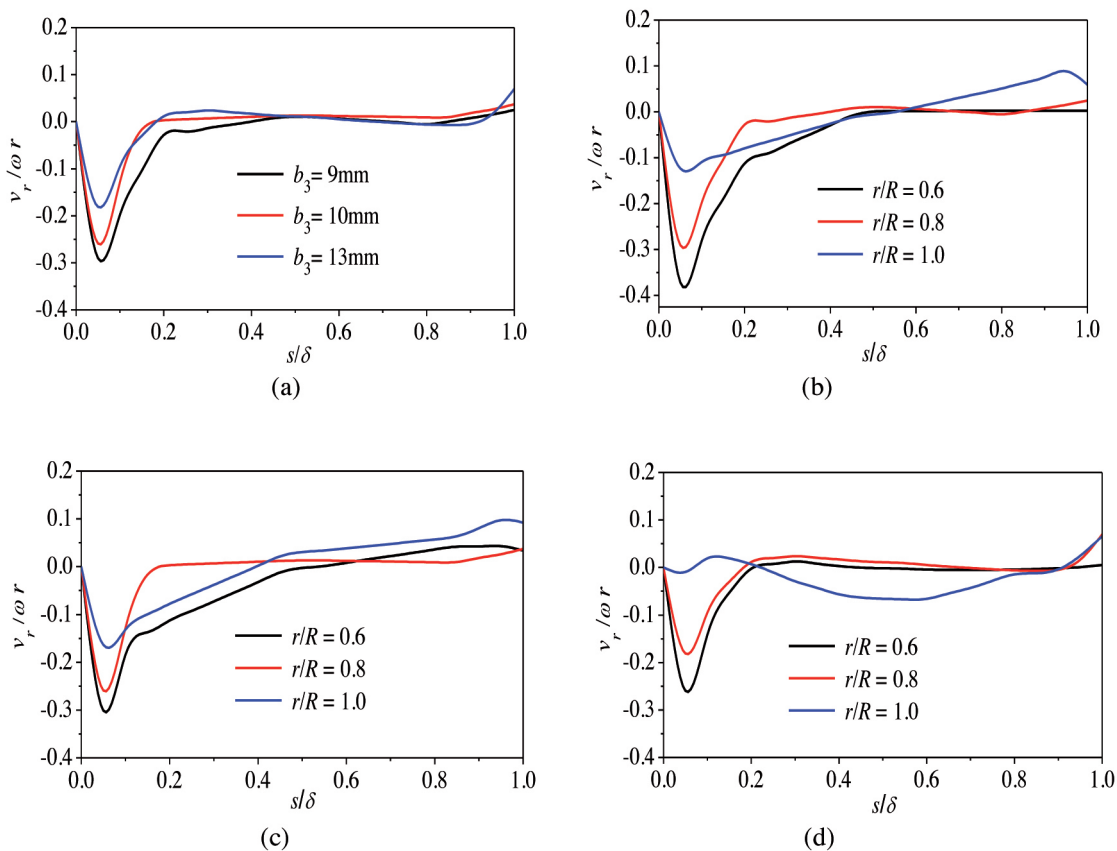 0.2
0.1
0.0
-0.1
-0.2
-0.3
-0.4
v_r / ω r
b_3 = 9mm
b_3 = 10mm
b_3 = 13mm
0.0 0.2 0.4 0.6 0.8 1.0
s/δ
(a)
0.2
0.1
0.0
-0.1
-0.2
-0.3
-0.4
v_r / ω r
r/R = 0.6
r/R = 0.8
r/R = 1.0
0.0 0.2 0.4 0.6 0.8 1.0
s/δ
(b)
0.2
0.1
0.0
-0.1
-0.2
-0.3
-0.4
v_r / ω r
r/R = 0.6
r/R = 0.8
r/R = 1.0
0.0 0.2 0.4 0.6 0.8 1.0
s/δ
(c)
0.2
0.1
0.0
-0.1
-0.2
-0.3
-0.4
v_r / ω r
r/R = 0.6
r/R = 0.8
r/R = 1.0
0.0 0.2 0.4 0.6 0.8 1.0
s/δ
(d)